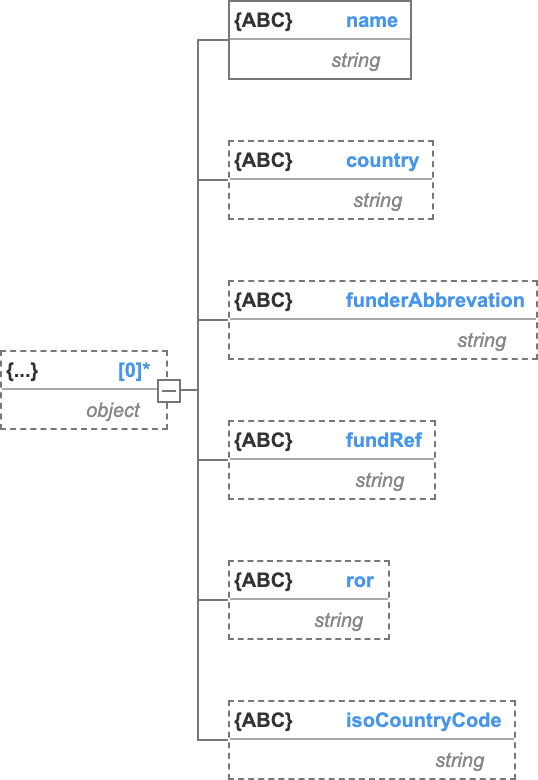 {ABC} name
string
{ABC} country
string
{ABC} funderAbbrevation
string
{...} [0]*
object
{ABC} fundRef
string
{ABC} ror
string
{ABC} isoCountryCode
string